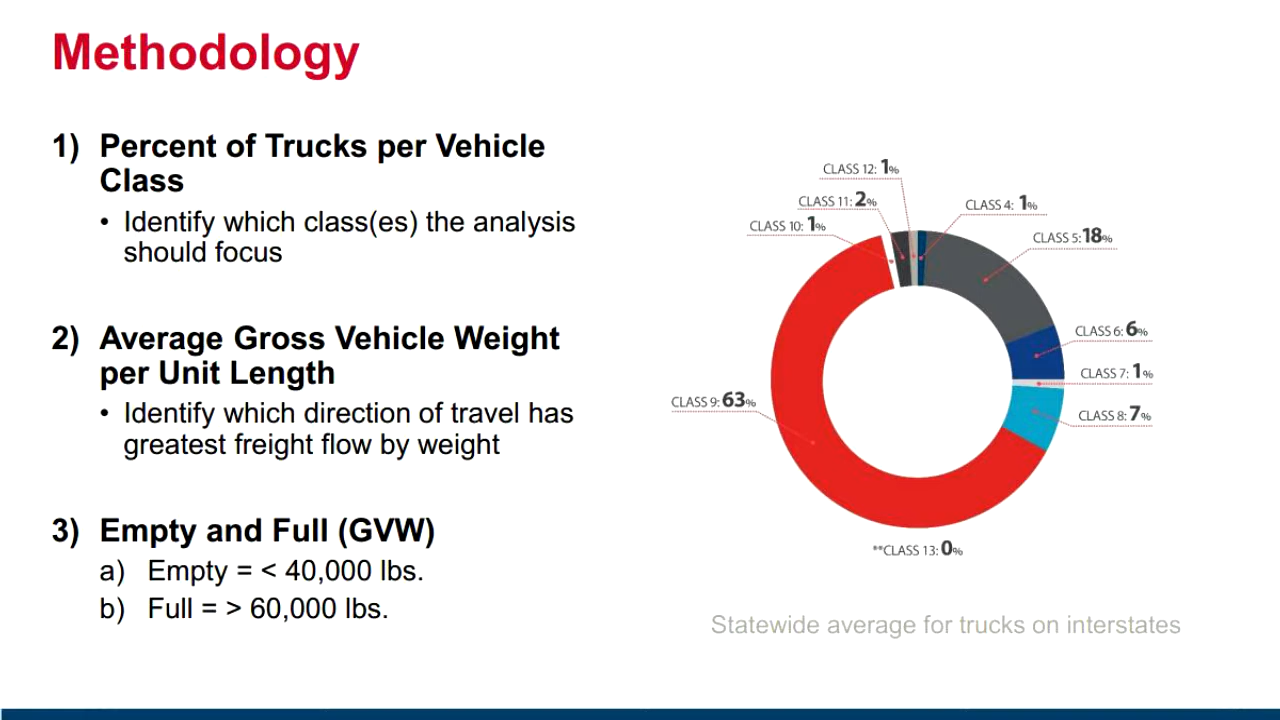 Methodology
1) Percent of Trucks per Vehicle
Class
• Identify which class(es) the analysis
should focus
2) Average Gross Vehicle Weight
per Unit Length
• Identify which direction of travel has
greatest freight flow by weight
3) Empty and Full (GVW)
a) Empty = < 40,000 lbs.
b) Full = > 60,000 lbs.
CLASS 12: 1%
CLASS 11: 2%
CLASS 10: 1%
CLASS 4: 1%
CLASS 5: 18%
CLASS 6: 6%
CLASS 7: 1%
CLASS 8: 7%
CLASS 9: 63%
**CLASS 13: 0%
Statewide average for trucks on interstates